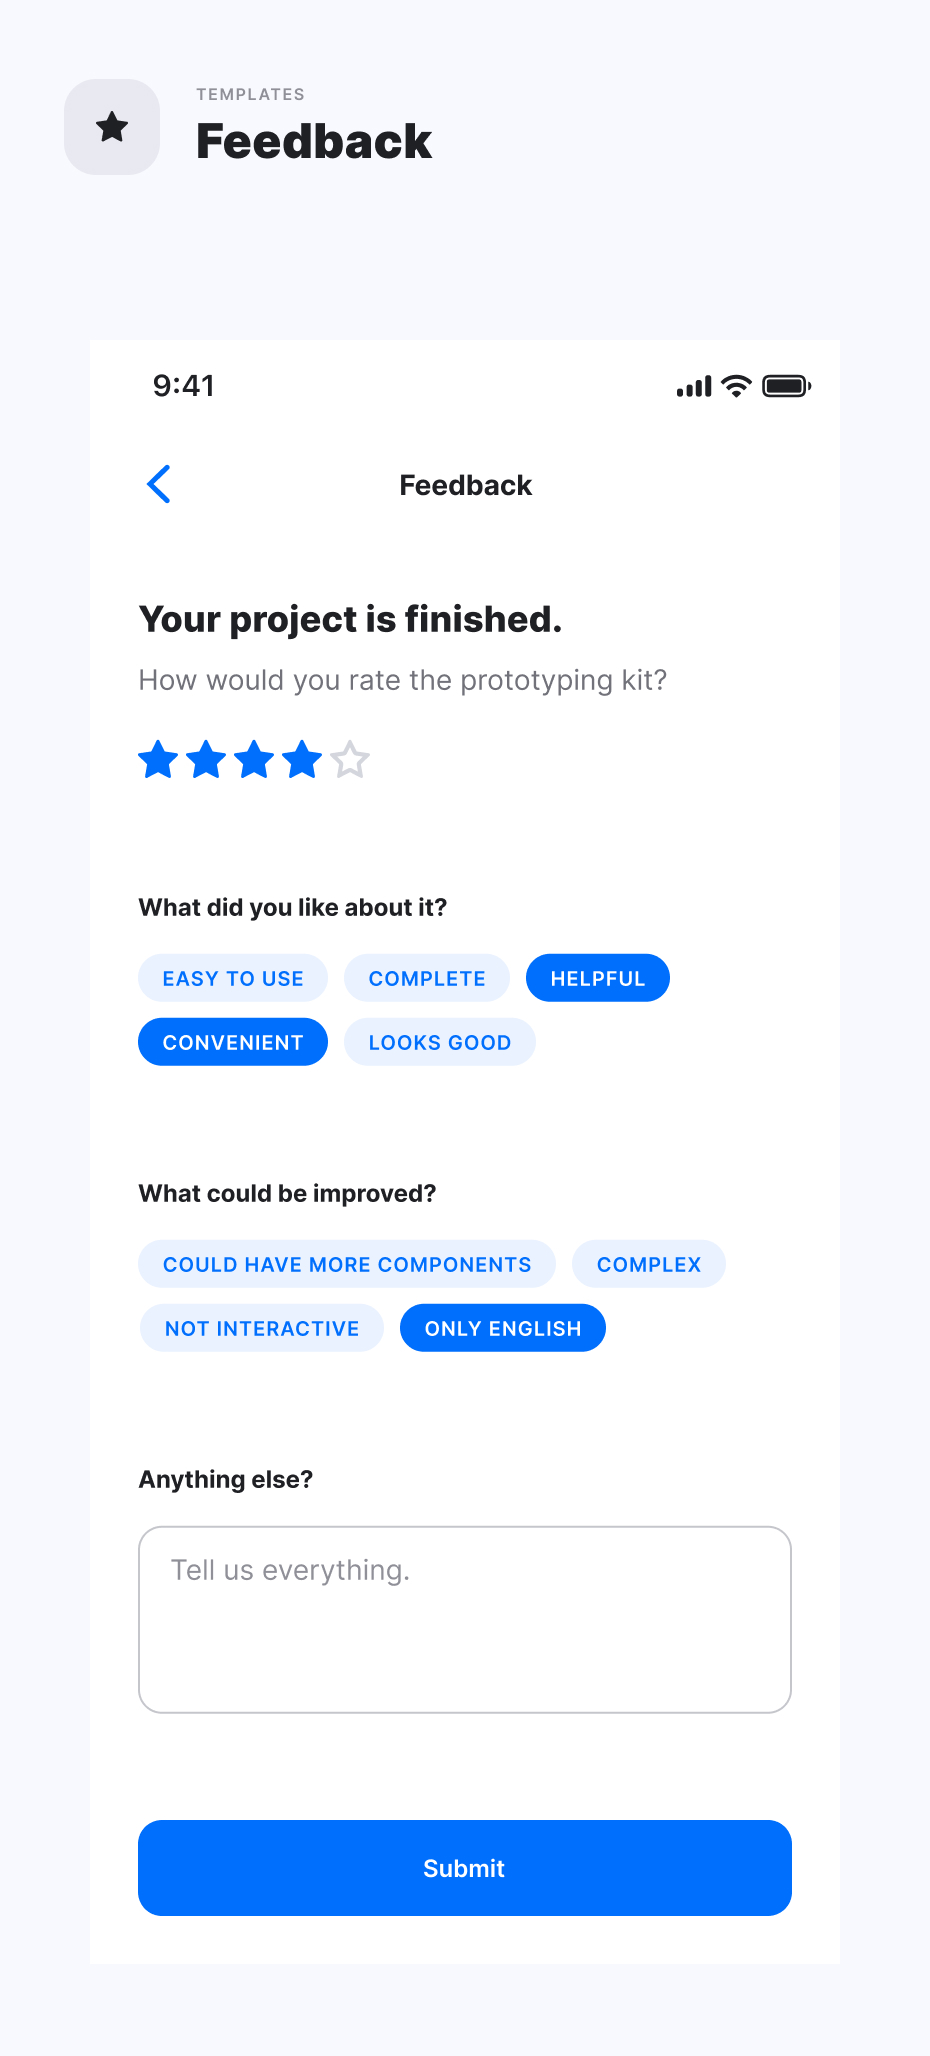 TEMPLATES
Feedback
9:41
Feedback
Your project is finished.
How would you rate the prototyping kit?
What did you like about it?
EASY TO USE COMPLETE HELPFUL
CONVENIENT LOOKS GOOD
What could be improved?
COULD HAVE MORE COMPONENTS COMPLEX
NOT INTERACTIVE ONLY ENGLISH
Anything else?
Tell us everything.
Submit